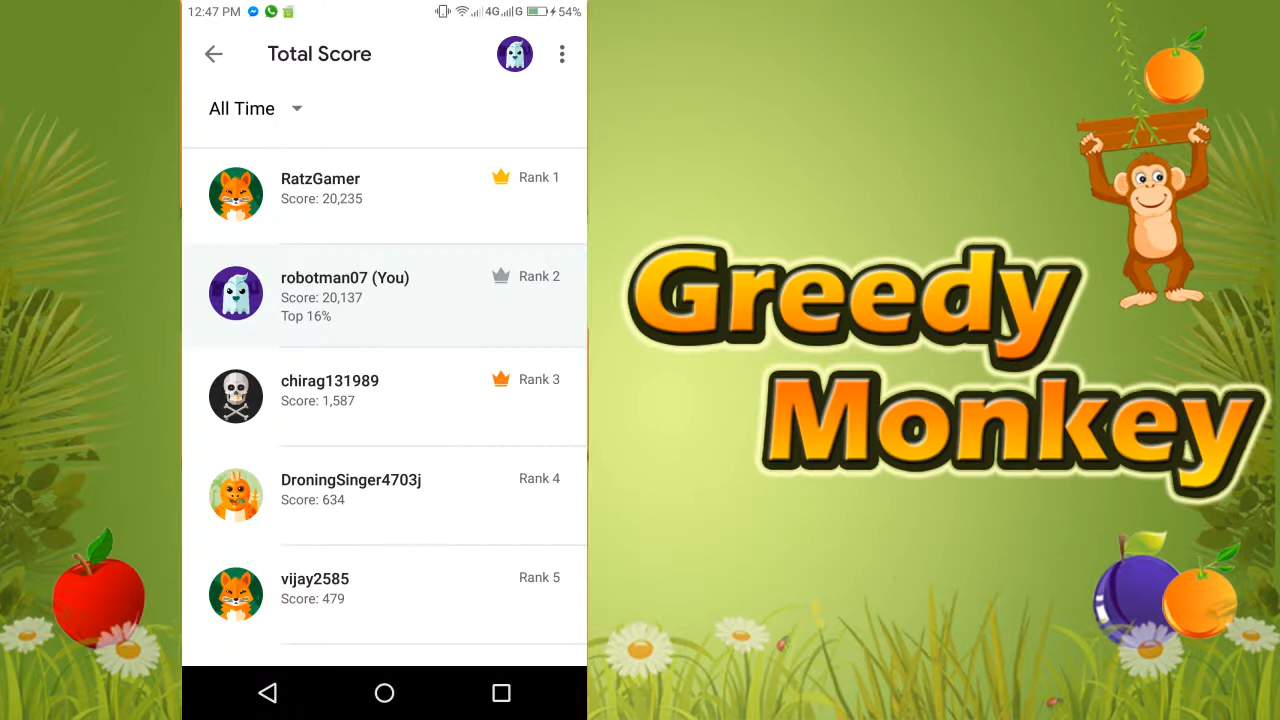 12:47 PM 4G G 54%
Total Score
All Time
RatzGamer
Rank 1
Score: 20,235
robotman07 (You)
Rank 2
Score: 20,137
Top 16%
chirag131989
Rank 3
Score: 1,587
DroningSinger4703j
Rank 4
Score: 634
vijay2585
Rank 5
Score: 479
Greedy
Monkey